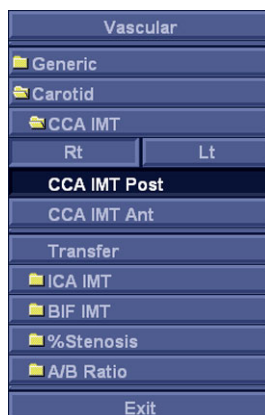 Vascular
Generic
Carotid
CCA IMT
Rt Lt
CCA IMT Post
CCA IMT Ant
Transfer
ICA IMT
BIF IMT
%Stenosis
A/B Ratio
Exit